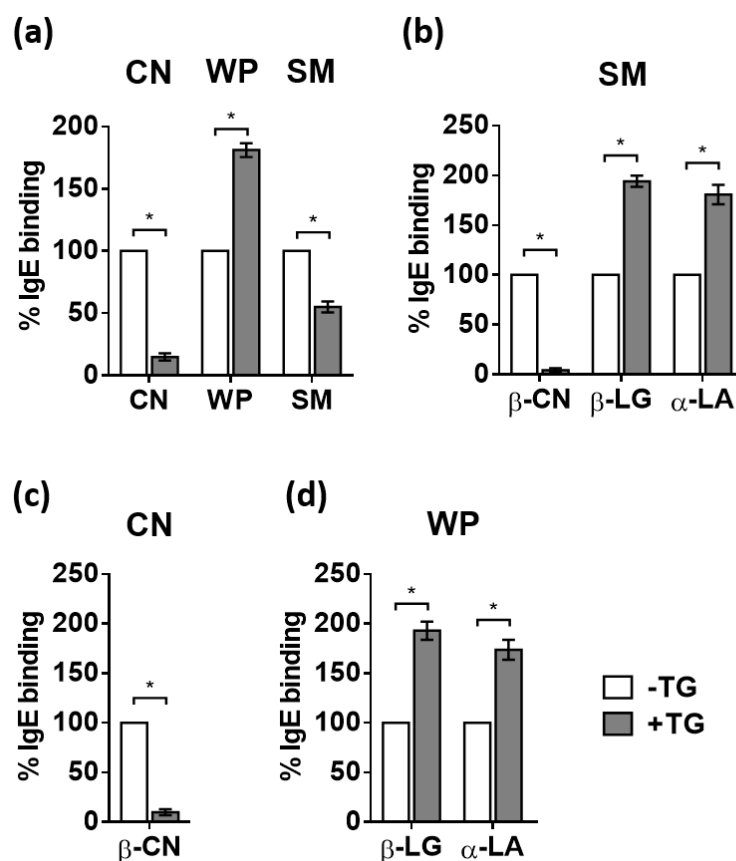 (a)
CN WP SM
% IgE binding
200
150
100
50
0
* * *
CN WP SM
(b)
SM
% IgE binding
250
200
150
100
50
0
* * *
β-CN β-LG α-LA
(c)
CN
% IgE binding
250
200
150
100
50
0
*
β-CN
(d)
WP
% IgE binding
250
200
150
100
50
0
* *
β-LG α-LA
-TG
+TG